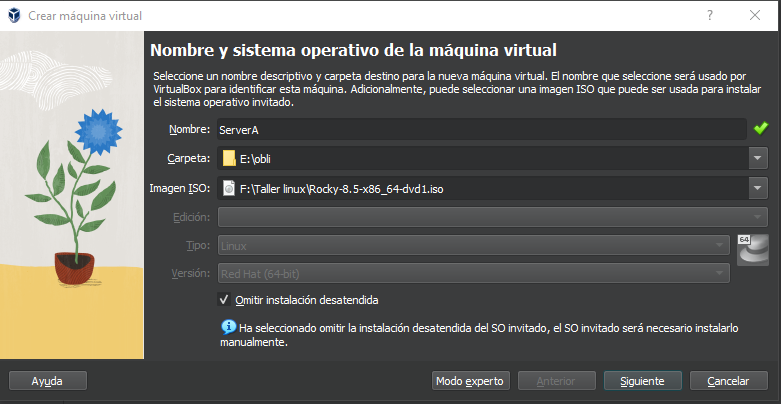 Crear máquina virtual
Nombre y sistema operativo de la máquina virtual
Seleccione un nombre descriptivo y carpeta destino para la nueva máquina virtual. El nombre que seleccione será usado por
VirtualBox para identificar esta máquina. Adicionalmente, puede seleccionar una imagen ISO que puede ser usada para instalar
el sistema operativo invitado.
Nombre: ServerA
Carpeta: E:\obli
Imagen ISO: F:\Taller linux\Rocky-8.5-x86_64-dvd1.iso
Edición:
Tipo: Linux
64
Versión: Red Hat (64-bit)
Omitir instalación desatendida
Ha seleccionado omitir la instalación desatendida del SO invitado, el SO invitado será necesario instalarlo
manualmente.
Ayuda Modo experto Anterior Siguiente Cancelar